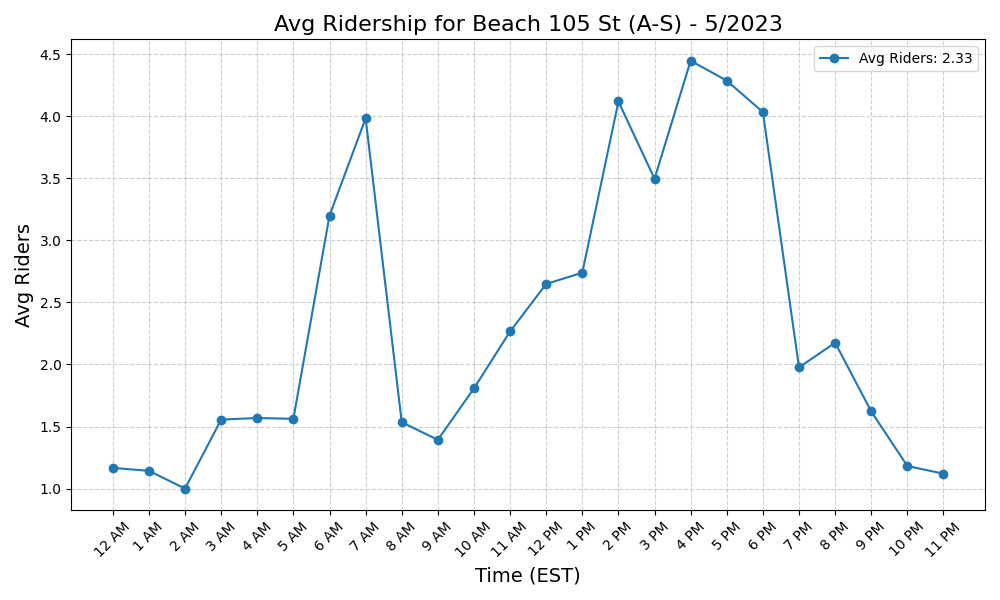 Avg Ridership for Beach 105 St (A-S) - 5/2023
Avg Riders: 2.33
Avg Riders
4.5
4.0
3.5
3.0
2.5
2.0
1.5
1.0
12 AM
1 AM
2 AM
3 AM
4 AM
5 AM
6 AM
7 AM
8 AM
9 AM
10 AM
11 AM
12 PM
1 PM
2 PM
3 PM
4 PM
5 PM
6 PM
7 PM
8 PM
9 PM
10 PM
11 PM
Time (EST)